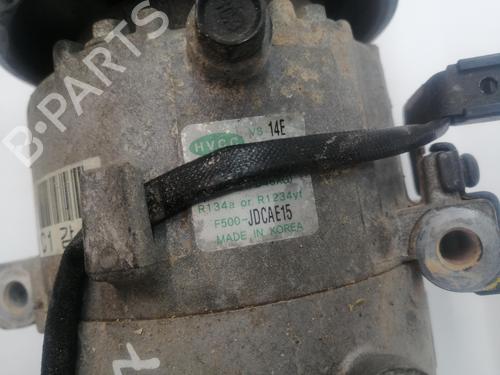 VS 14E
HVCC
R134a or R1234yf
F500-JDCAE15
MADE IN KOREA
B-PARTS